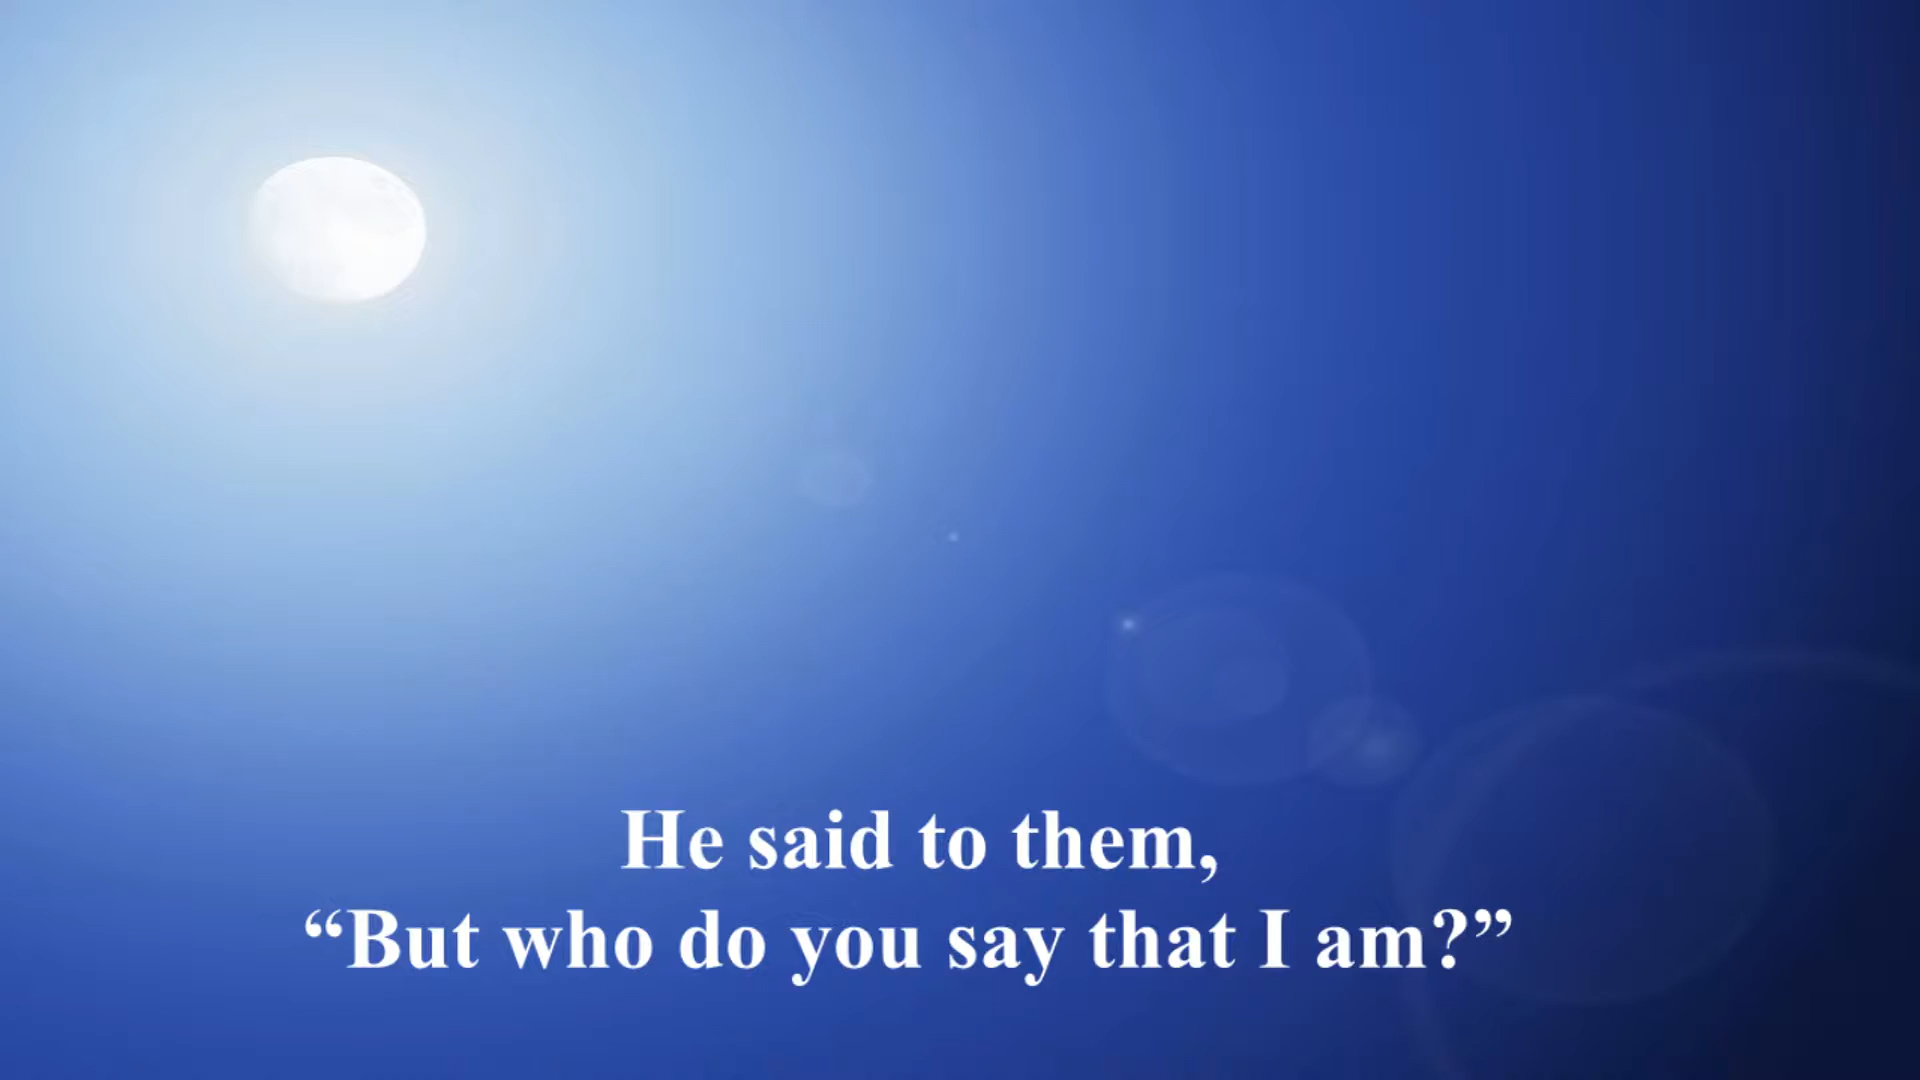 He said to them,
“But who do you say that I am?”